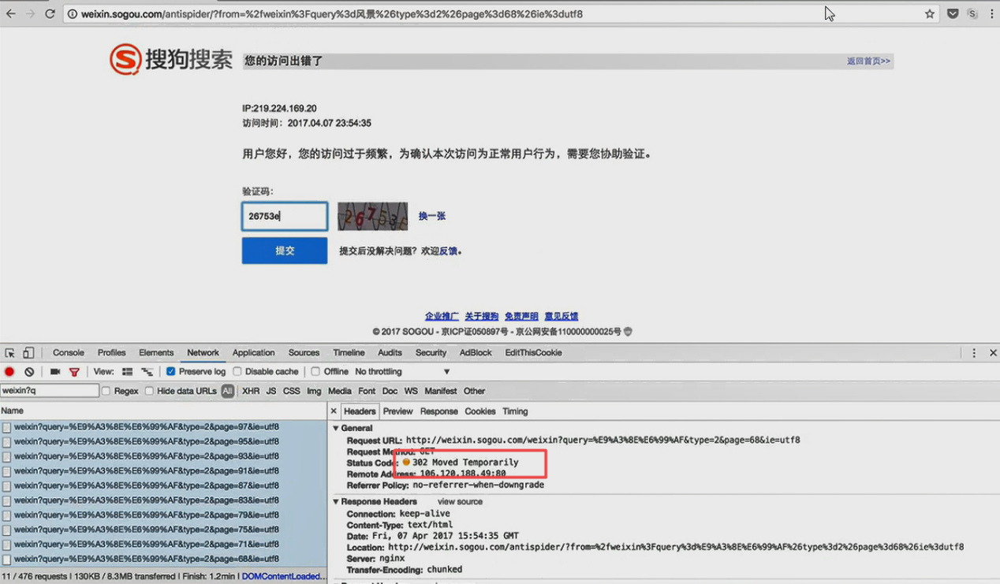 weixin.sogou.com/antispider/?from=%2fweixin%3Fquery%3d风景%26type%3d2%26page%3d68%26ie%3dutf8
搜狗搜索 您的访问出错了 返回首页>>
IP:219.224.169.20
访问时间：2017.04.07 23:54:35
用户您好，您的访问过于频繁，为确认本次访问为正常用户行为，需要您协助验证。
验证码：
26753e 换一张
提交 提交后没解决问题？欢迎反馈。
企业推广 关于搜狗 免责声明 意见反馈
© 2017 SOGOU - 京ICP证050897号 - 京公网安备110000000025号
Console Profiles Elements Network Application Sources Timeline Audits Security AdBlock EditThisCookie
View: Preserve log Disable cache Offline No throttling
weixin?q Regex Hide data URLs All XHR JS CSS Img Media Font Doc WS Manifest Other
Name
weixin?query=%E9%A3%8E%E6%99%AF&type=2&page=97&ie=utf8
weixin?query=%E9%A3%8E%E6%99%AF&type=2&page=95&ie=utf8
weixin?query=%E9%A3%8E%E6%99%AF&type=2&page=93&ie=utf8
weixin?query=%E9%A3%8E%E6%99%AF&type=2&page=91&ie=utf8
weixin?query=%E9%A3%8E%E6%99%AF&type=2&page=87&ie=utf8
weixin?query=%E9%A3%8E%E6%99%AF&type=2&page=83&ie=utf8
weixin?query=%E9%A3%8E%E6%99%AF&type=2&page=79&ie=utf8
weixin?query=%E9%A3%8E%E6%99%AF&type=2&page=75&ie=utf8
weixin?query=%E9%A3%8E%E6%99%AF&type=2&page=71&ie=utf8
weixin?query=%E9%A3%8E%E6%99%AF&type=2&page=68&ie=utf8
11 / 476 requests | 130KB / 8.3MB transferred | Finish: 1.2min | DOMContentLoaded...
Headers Preview Response Cookies Timing
General
Request URL: http://weixin.sogou.com/weixin?query=%E9%A3%8E%E6%99%AF&type=2&page=68&ie=utf8
Request Method: GET
Status Code: 302 Moved Temporarily
Remote Address: 106.120.188.49:80
Referrer Policy: no-referrer-when-downgrade
Response Headers view source
Connection: keep-alive
Content-Type: text/html
Date: Fri, 07 Apr 2017 15:54:35 GMT
Location: http://weixin.sogou.com/antispider/?from=%2fweixin%3Fquery%3d%E9%A3%8E%E6%99%AF%26type%3d2%26page%3d68%26ie%3dutf8
Server: nginx
Transfer-Encoding: chunked